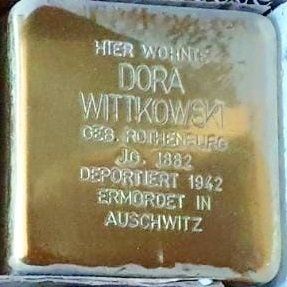 HIER WOHNTE
DORA
WITTKOWSKI
GEB. ROTHENBURG
JG. 1882
DEPORTIERT 1942
ERMORDET IN
AUSCHWITZ